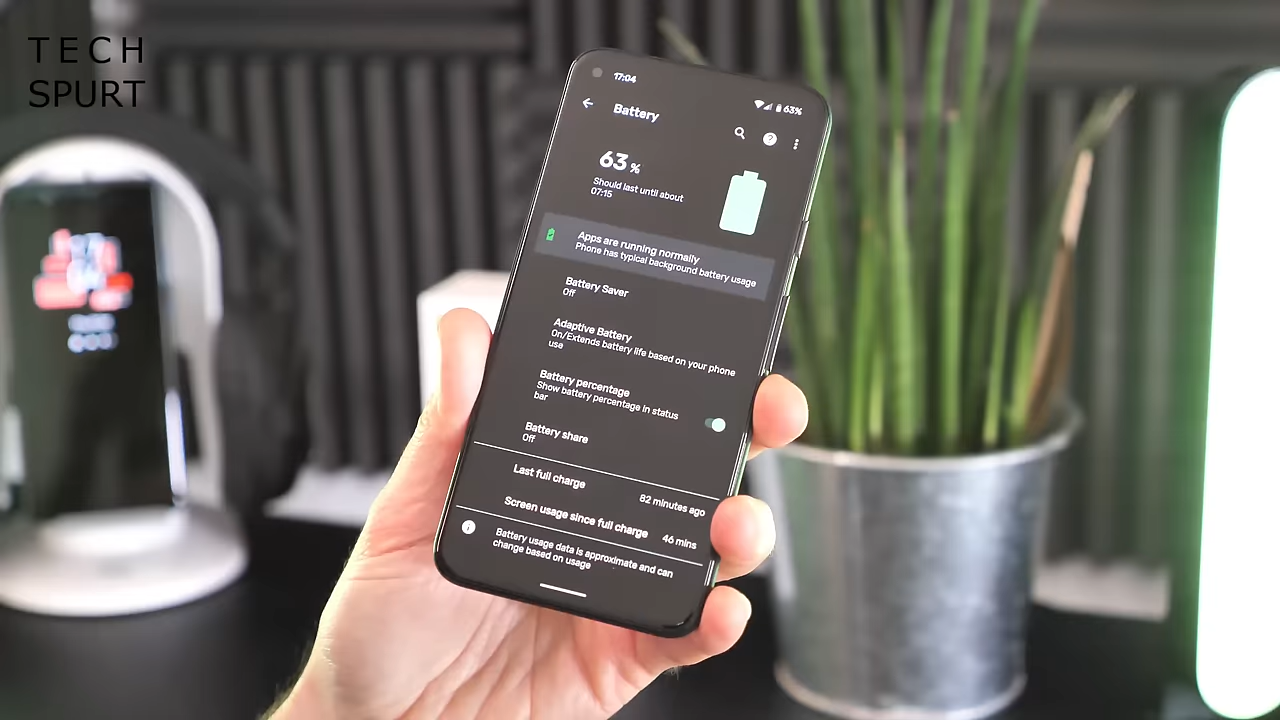 TECH
SPURT
17:04
63%
Battery
63 %
Should last until about
07:15
Apps are running normally
Phone has typical background battery usage
Battery Saver
Off
Adaptive Battery
On/Extends battery life based on your phone
use
Battery percentage
Show battery percentage in status
bar
Battery share
Off
Last full charge
82 minutes ago
Screen usage since full charge
46 mins
Battery usage data is approximate and can
change based on usage